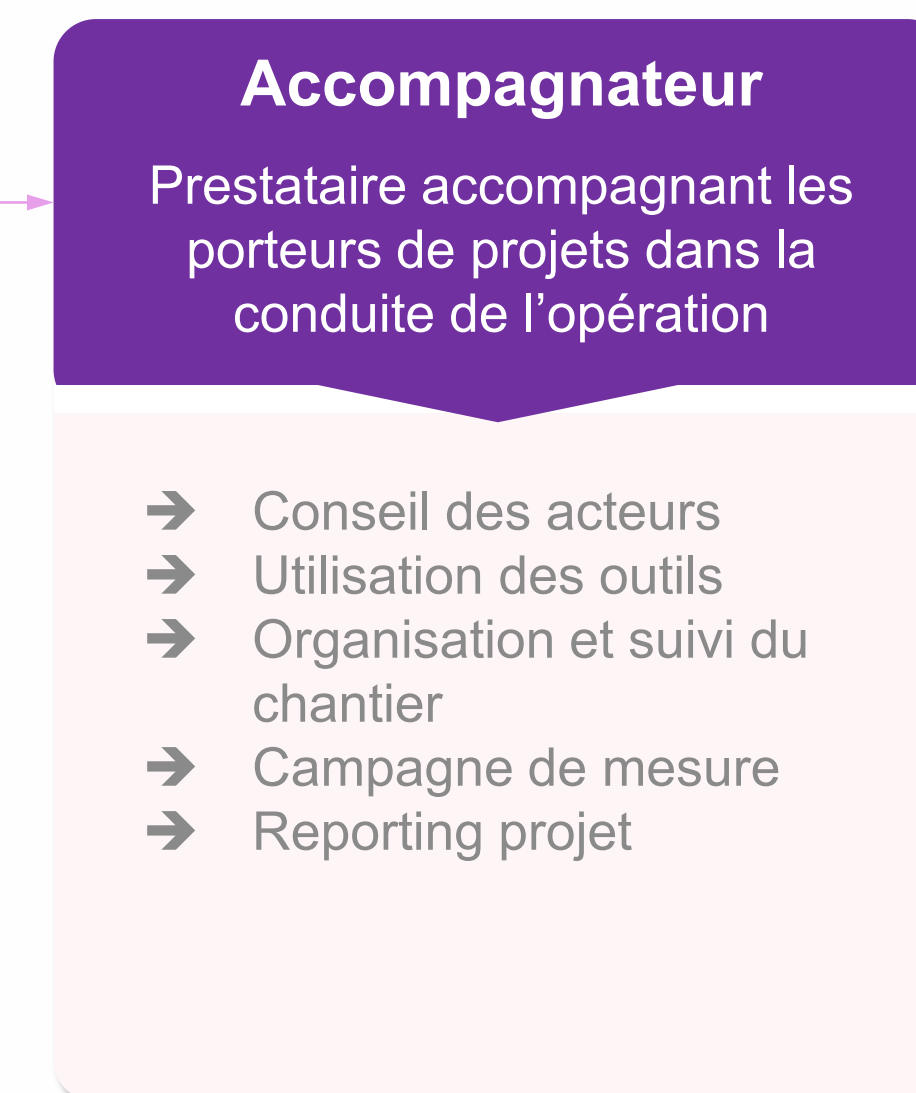 Accompagnateur
Prestataire accompagnant les
porteurs de projets dans la
conduite de l’opération
➔ Conseil des acteurs
➔ Utilisation des outils
➔ Organisation et suivi du
chantier
➔ Campagne de mesure
➔ Reporting projet